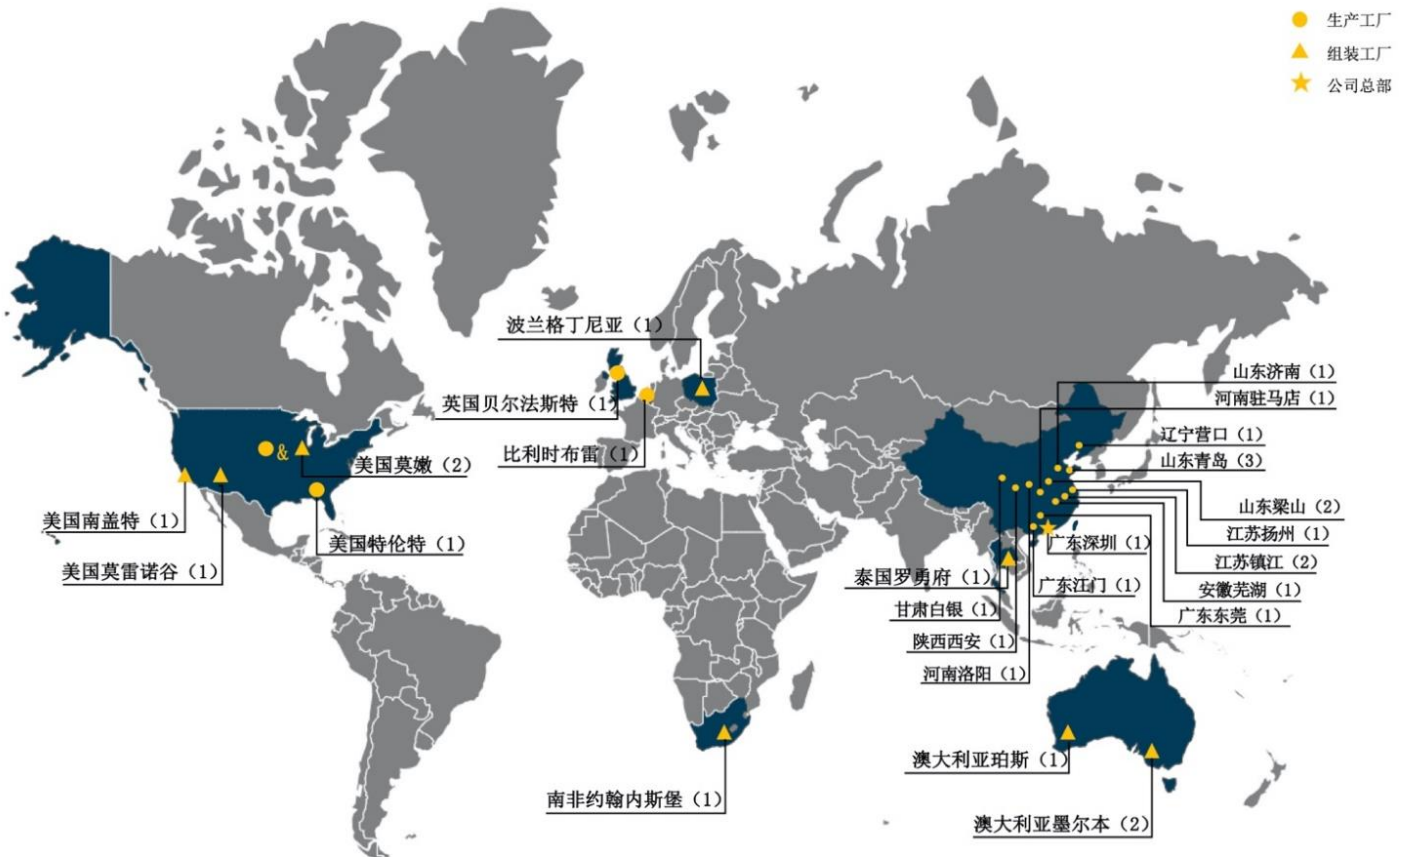 生产工厂
组装工厂
公司总部
波兰格丁尼亚（1）
英国贝尔法斯特（1）
比利时布雷（1）
&
美国莫嫩（2）
美国南盖特（1）
美国特伦特（1）
美国莫雷诺谷（1）
山东济南（1）
河南驻马店（1）
辽宁营口（1）
山东青岛（3）
山东梁山（2）
江苏扬州（1）
广东深圳（1）
江苏镇江（2）
泰国罗勇府（1）
广东江门（1）
安徽芜湖（1）
甘肃白银（1）
广东东莞（1）
陕西西安（1）
河南洛阳（1）
澳大利亚珀斯（1）
南非约翰内斯堡（1）
澳大利亚墨尔本（2）